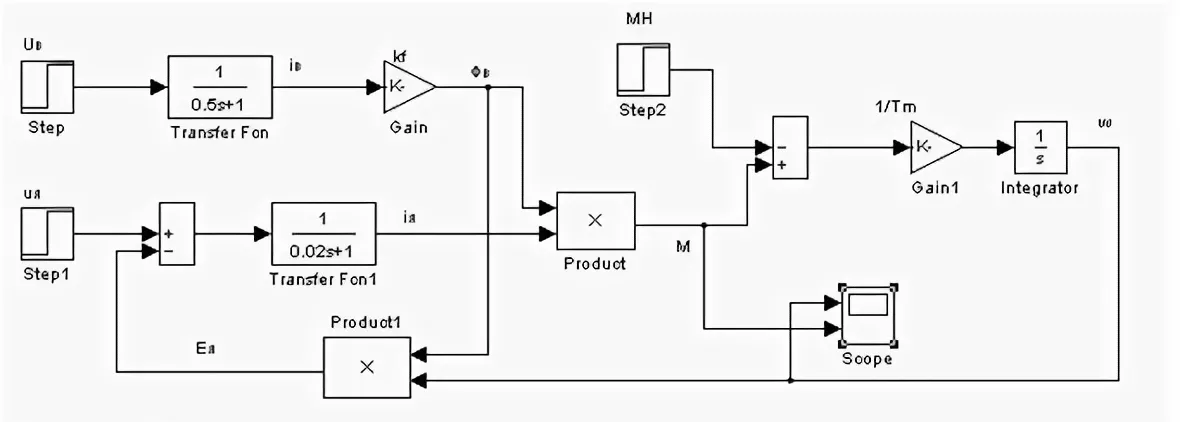 Uв
Step
1
0.5s+1
Transfer Fcn
iв
kf
K-
Gain
Фв
MH
Step2
−
+
1/Tm
K-
Gain1
1
s
Integrator
w
uя
Step1
+
−
1
0.02s+1
Transfer Fcn1
iя
×
Product
M
Scope
Product1
×
Eя